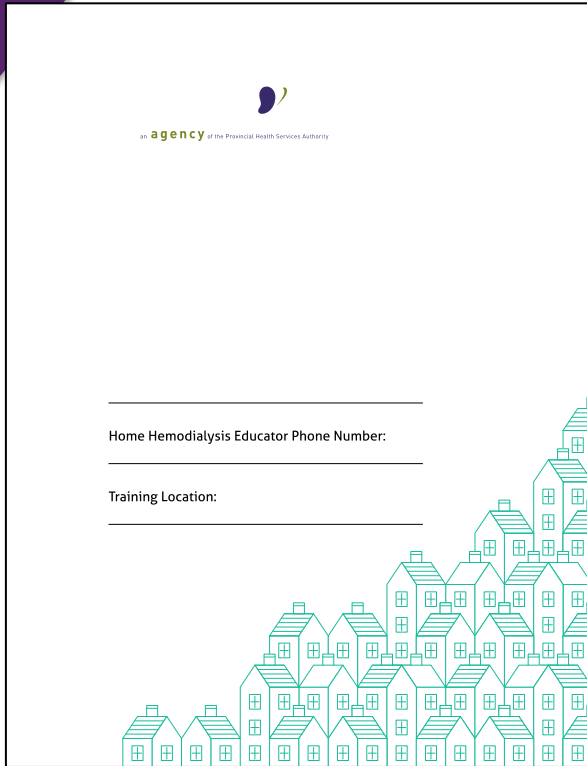 an agency of the Provincial Health Services Authority
Home Hemodialysis Educator Phone Number:
Training Location: